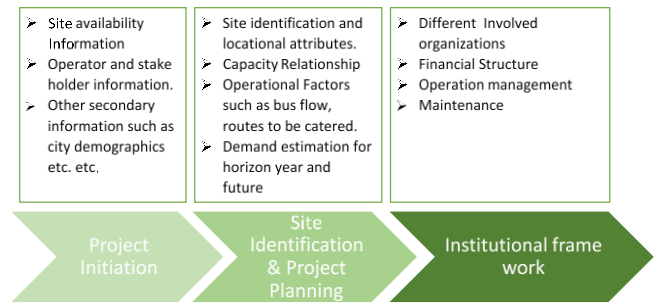 ➢ Site availability
Information
➢ Operator and stake
holder information.
➢ Other secondary
information such as
city demographics
etc. etc.
➢ Site identification and
locational attributes.
➢ Capacity Relationship
➢ Operational Factors
such as bus flow,
routes to be catered.
➢ Demand estimation for
horizon year and
future
➢ Different Involved
organizations
➢ Financial Structure
➢ Operation management
➢ Maintenance
Project
Initiation
Site
Identification
& Project
Planning
Institutional frame
work